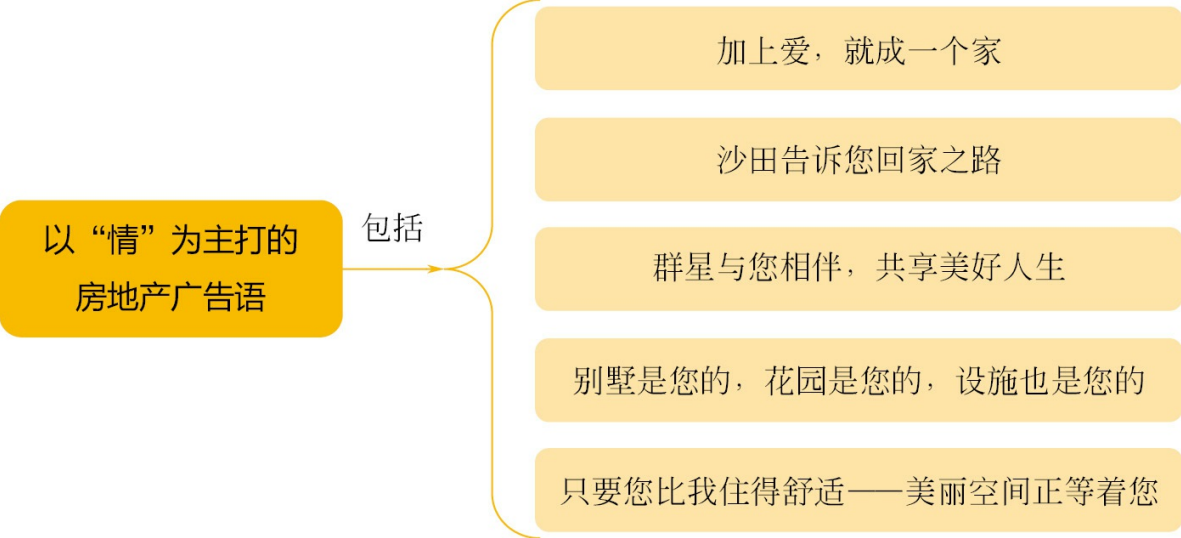 以“情”为主打的
房地产广告语
包括
加上爱，就成一个家
沙田告诉您回家之路
群星与您相伴，共享美好人生
别墅是您的，花园是您的，设施也是您的
只要您比我住得舒适——美丽空间正等着您